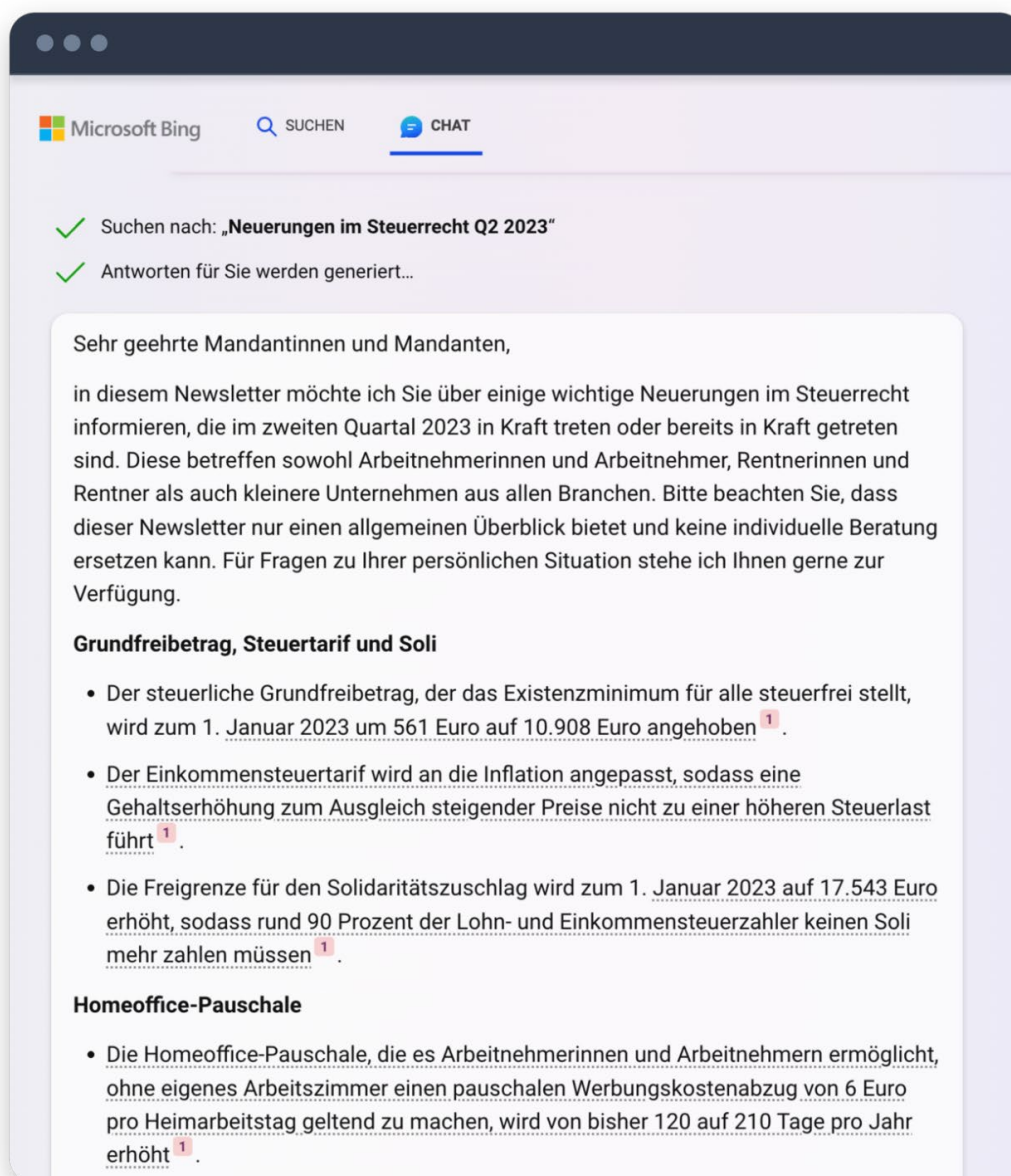 Microsoft Bing
SUCHEN
CHAT
Suchen nach: „Neuerungen im Steuerrecht Q2 2023“
Antworten für Sie werden generiert…
Sehr geehrte Mandantinnen und Mandanten,
in diesem Newsletter möchte ich Sie über einige wichtige Neuerungen im Steuerrecht
informieren, die im zweiten Quartal 2023 in Kraft treten oder bereits in Kraft getreten
sind. Diese betreffen sowohl Arbeitnehmerinnen und Arbeitnehmer, Rentnerinnen und
Rentner als auch kleinere Unternehmen aus allen Branchen. Bitte beachten Sie, dass
dieser Newsletter nur einen allgemeinen Überblick bietet und keine individuelle Beratung
ersetzen kann. Für Fragen zu Ihrer persönlichen Situation stehe ich Ihnen gerne zur
Verfügung.
Grundfreibetrag, Steuertarif und Soli
• Der steuerliche Grundfreibetrag, der das Existenzminimum für alle steuerfrei stellt,
wird zum 1. Januar 2023 um 561 Euro auf 10.908 Euro angehoben 1 .
• Der Einkommensteuertarif wird an die Inflation angepasst, sodass eine
Gehaltserhöhung zum Ausgleich steigender Preise nicht zu einer höheren Steuerlast
führt 1 .
• Die Freigrenze für den Solidaritätszuschlag wird zum 1. Januar 2023 auf 17.543 Euro
erhöht, sodass rund 90 Prozent der Lohn- und Einkommensteuerzahler keinen Soli
mehr zahlen müssen 1 .
Homeoffice-Pauschale
• Die Homeoffice-Pauschale, die es Arbeitnehmerinnen und Arbeitnehmern ermöglicht,
ohne eigenes Arbeitszimmer einen pauschalen Werbungskostenabzug von 6 Euro
pro Heimarbeitstag geltend zu machen, wird von bisher 120 auf 210 Tage pro Jahr
erhöht 1 .